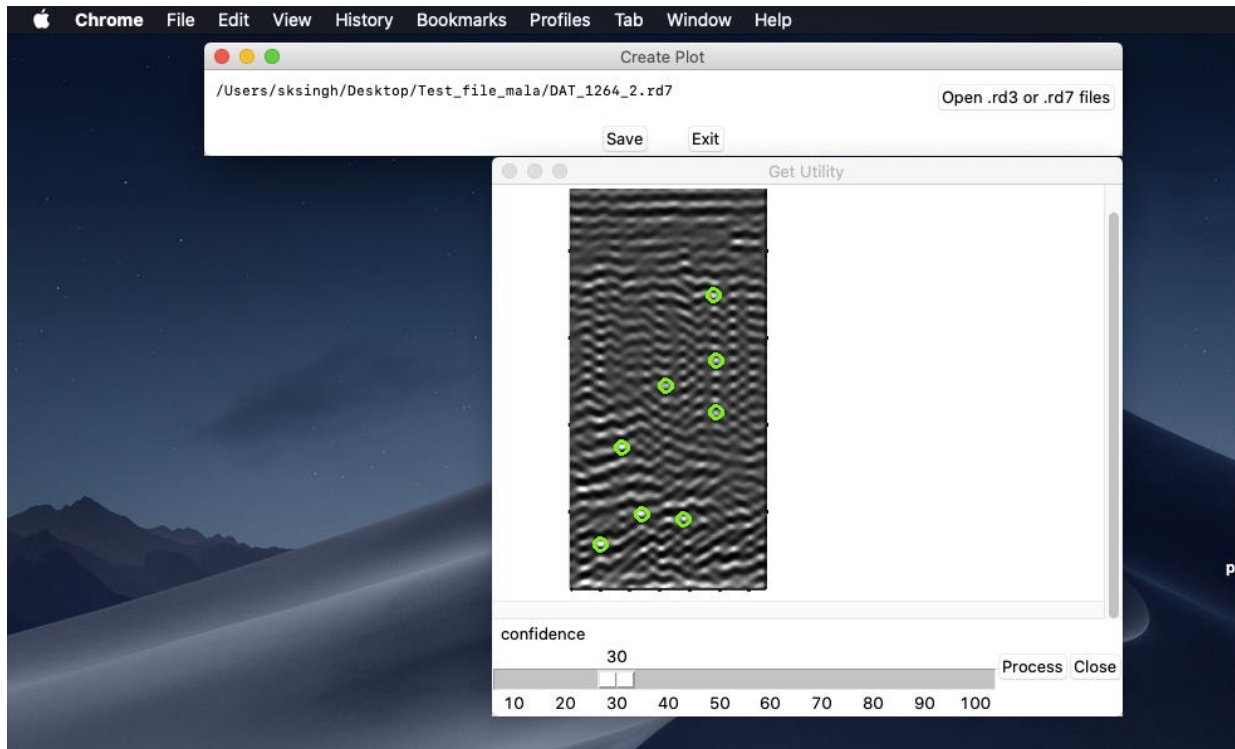 Chrome File Edit View History Bookmarks Profiles Tab Window Help
Create Plot
/Users/sksingh/Desktop/Test_file_mala/DAT_1264_2.rd7
Open .rd3 or .rd7 files
Save Exit
Get Utility
confidence
30
Process Close
10 20 30 40 50 60 70 80 90 100
p